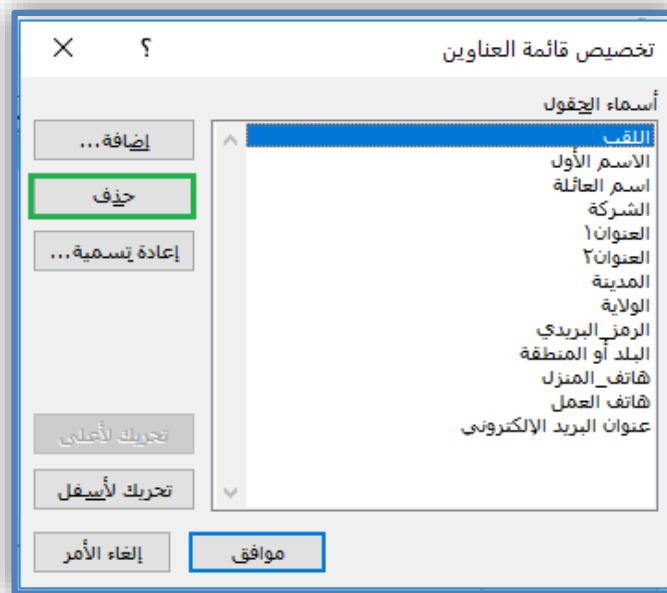 تخصيص قائمة العناوين
؟
أسماء الحقول
اللقب
الاسم الأول
اسم العائلة
الشركة
العنوان١
العنوان٢
المدينة
الولاية
الرمز_البريدي
البلد أو المنطقة
هاتف_المنزل
هاتف العمل
عنوان البريد الإلكتروني
إضافة...
حذف
إعادة تسمية...
تحريك لأعلى
تحريك لأسفل
موافق
إلغاء الأمر